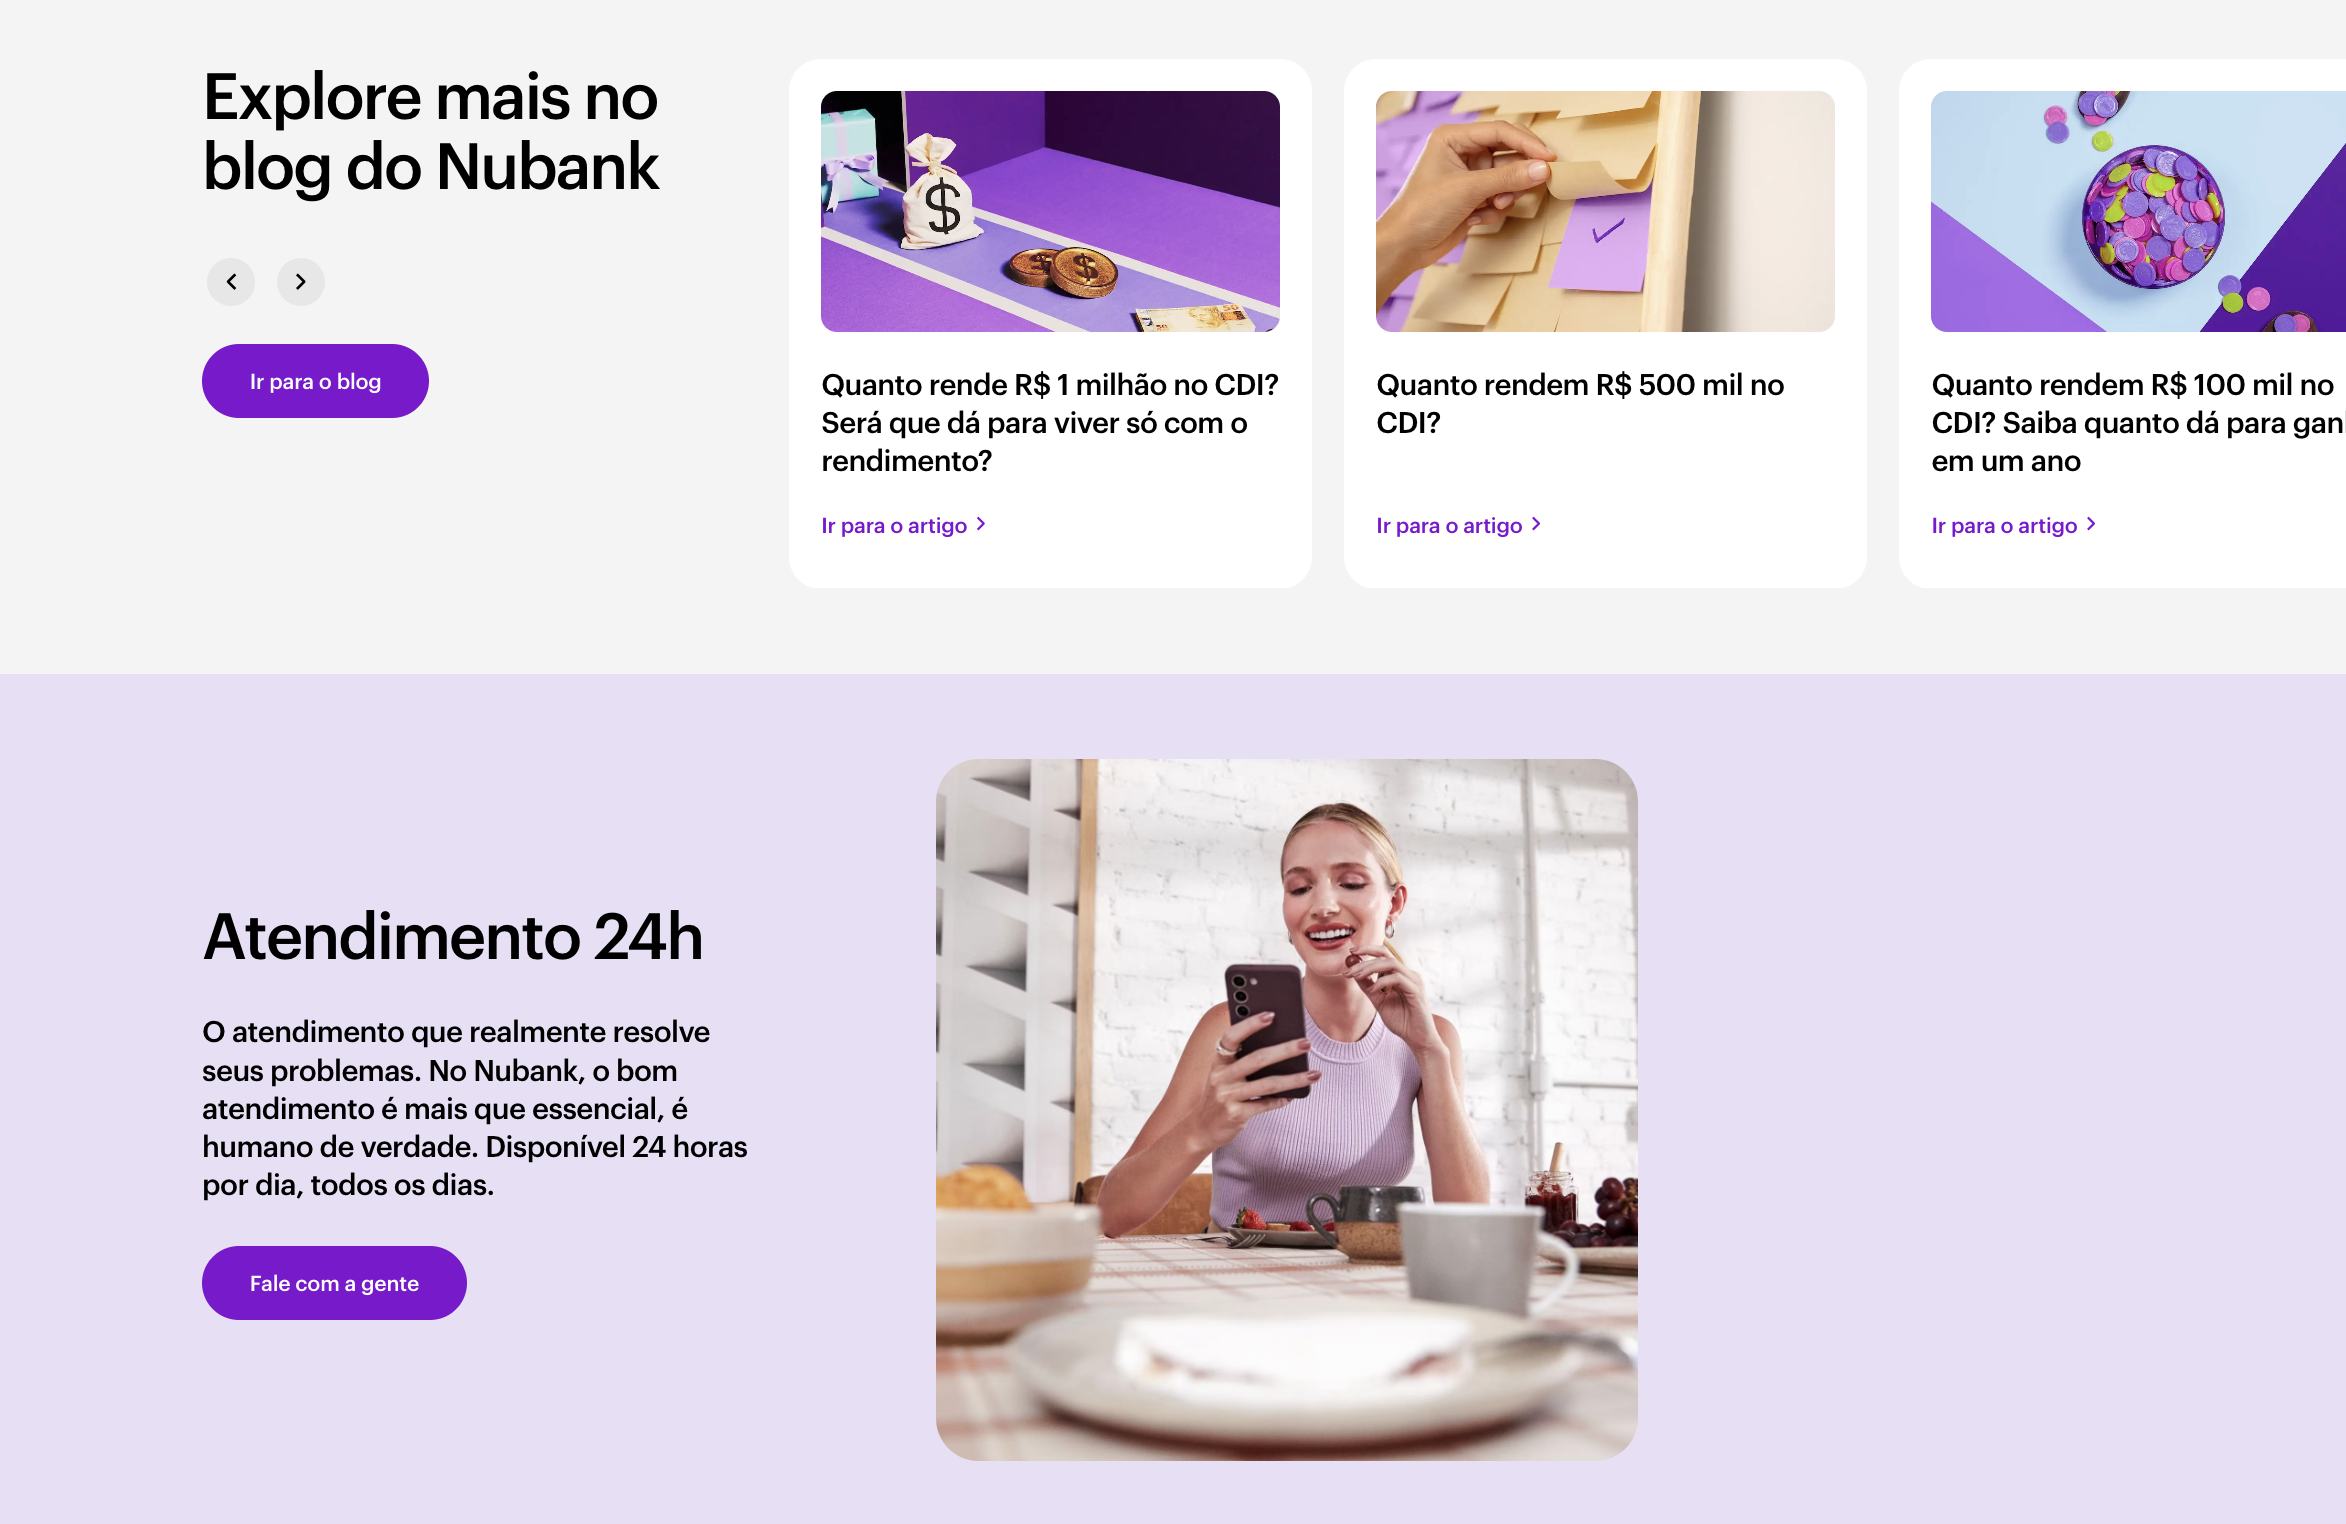 Explore mais no
blog do Nubank
Ir para o blog
$
$
$
Quanto rende R$ 1 milhão no CDI?
Será que dá para viver só com o
rendimento?
Ir para o artigo
Quanto rendem R$ 500 mil no
CDI?
Ir para o artigo
Quanto rendem R$ 100 mil no
CDI? Saiba quanto dá para
em um ano
Ir para o artigo
Atendimento 24h
O atendimento que realmente resolve
seus problemas. No Nubank, o bom
atendimento é mais que essencial, é
humano de verdade. Disponível 24 horas
por dia, todos os dias.
Fale com a gente